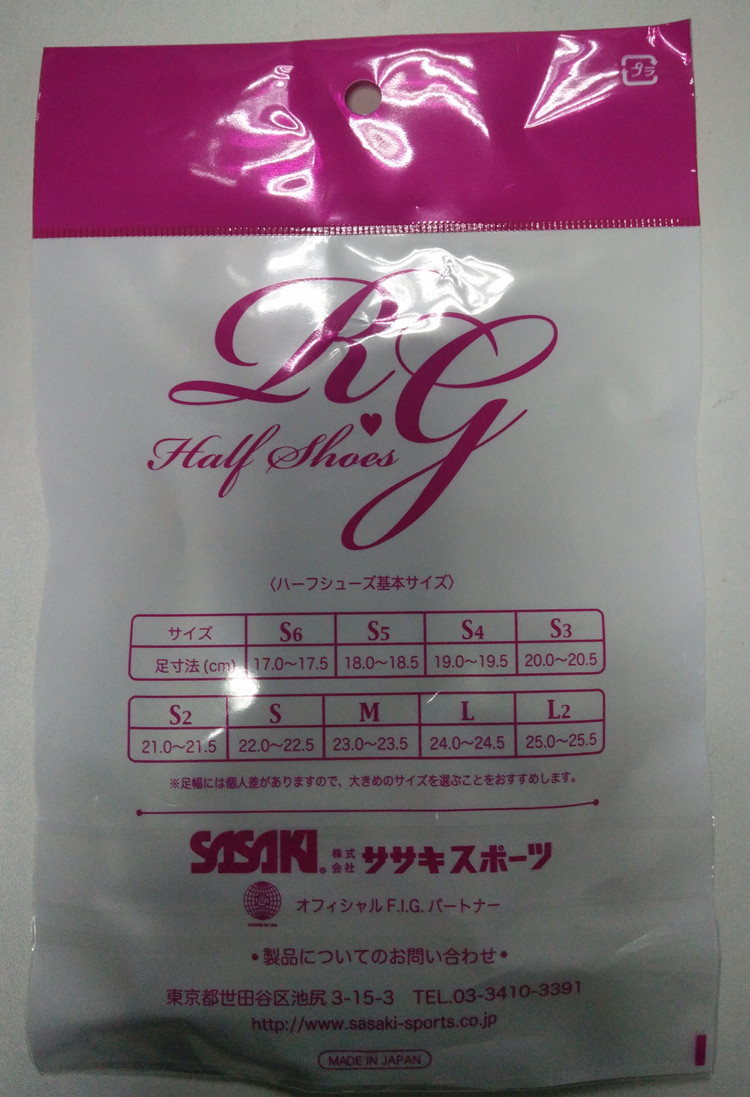 プラ
RG
Half Shoes
〈ハーフシューズ基本サイズ〉
サイズ S6 S5 S4 S3
足寸法(cm) 17.0〜17.5 18.0〜18.5 19.0〜19.5 20.0〜20.5
S2 S M L L2
21.0〜21.5 22.0〜22.5 23.0〜23.5 24.0〜24.5 25.0〜25.5
※足幅には個人差がありますので、大きめのサイズを選ぶことをおすすめします。
SASAKI® 株式会社 ササキスポーツ
オフィシャルF.I.G.パートナー
・製品についてのお問い合わせ・
東京都世田谷区池尻3-15-3 TEL.03-3410-3391
http://www.sasaki-sports.co.jp
MADE IN JAPAN